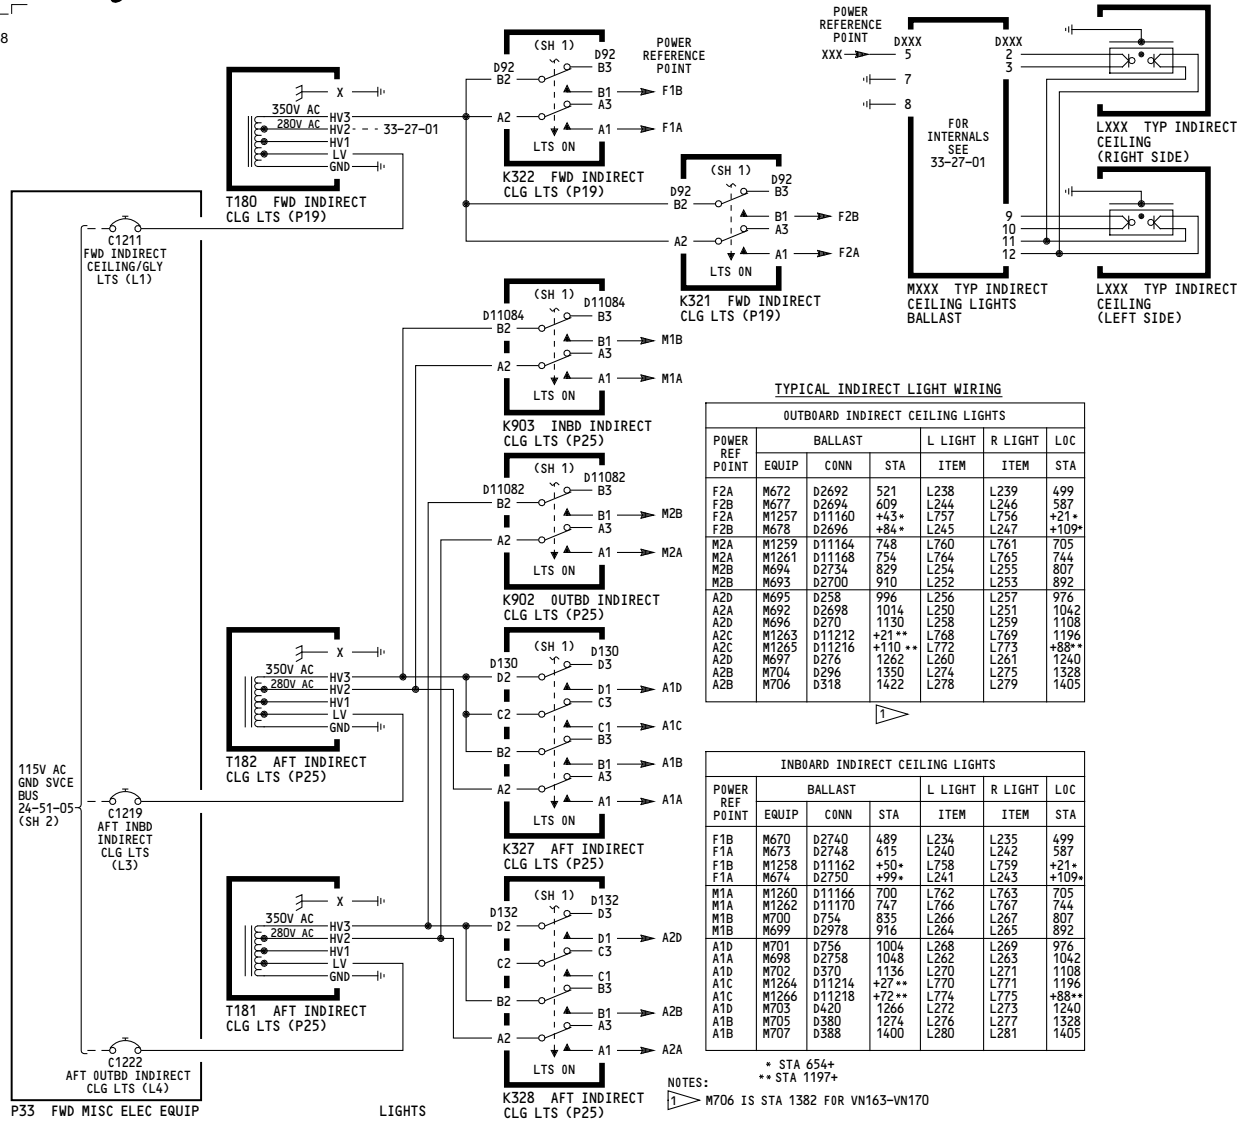 8
POWER
REFERENCE
POINT
XXX
DXXX
5
7
8
FOR
INTERNALS
SEE
33-27-01
DXXX
2
3
9
10
11
12
MXXX TYP INDIRECT
CEILING LIGHTS
BALLAST
LXXX TYP INDIRECT
CEILING
(RIGHT SIDE)
LXXX TYP INDIRECT
CEILING
(LEFT SIDE)
X
350V AC
HV3
280V AC
HV2 - - - 33-27-01
HV1
LV
GND
T180 FWD INDIRECT
CLG LTS (P19)
(SH 1)
D92
D92
B3
B2
B1
F1B
A3
A2
A1
F1A
LTS ON
K322 FWD INDIRECT
CLG LTS (P19)
POWER
REFERENCE
POINT
(SH 1)
D92
D92
B3
B2
B1
F2B
A3
A2
A1
F2A
LTS ON
K321 FWD INDIRECT
CLG LTS (P19)
C1211
FWD INDIRECT
CEILING/GLY
LTS (L1)
(SH 1)
D11084
D11084
B3
B2
B1
M1B
A3
A2
A1
M1A
LTS ON
K903 INBD INDIRECT
CLG LTS (P25)
(SH 1)
D11082
D11082
B3
B2
B1
M2B
A3
A2
A1
M2A
LTS ON
K902 OUTBD INDIRECT
CLG LTS (P25)
X
350V AC
HV3
280V AC
HV2
HV1
LV
GND
T182 AFT INDIRECT
CLG LTS (P25)
(SH 1)
D130
D130
D3
D2
D1
A1D
C3
C2
C1
A1C
B3
B2
B1
A1B
A3
A2
A1
A1A
LTS ON
K327 AFT INDIRECT
CLG LTS (P25)
115V AC
GND SVCE
BUS
24-51-05
(SH 2)
C1219
AFT INBD
INDIRECT
CLG LTS
(L3)
X
350V AC
HV3
280V AC
HV2
HV1
LV
GND
T181 AFT INDIRECT
CLG LTS (P25)
(SH 1)
D132
D132
D3
D2
D1
A2D
C3
C2
C1
B3
B2
B1
A2B
A3
A2
A1
A2A
LTS ON
K328 AFT INDIRECT
CLG LTS (P25)
C1222
AFT OUTBD INDIRECT
CLG LTS (L4)
P33 FWD MISC ELEC EQUIP
LIGHTS
TYPICAL INDIRECT LIGHT WIRING
OUTBOARD INDIRECT CEILING LIGHTS
POWER REF POINT BALLAST L LIGHT R LIGHT LOC
EQUIP CONN STA ITEM ITEM STA
F2A M672 D2692 521 L238 L239 499
F2B M677 D2694 609 L244 L246 587
F2A M1257 D11160 +43* L757 L756 +21*
F2B M678 D2696 +84* L245 L247 +109*
M2A M1259 D11164 748 L760 L761 705
M2A M1261 D11168 754 L764 L765 744
M2B M694 D2734 829 L254 L255 807
M2B M693 D2700 910 L252 L253 892
A2D M695 D258 996 L256 L257 976
A2A M692 D2698 1014 L250 L251 1042
A2D M696 D270 1130 L258 L259 1108
A2C M1263 D11212 +21** L768 L769 1196
A2C M1265 D11216 +110** L772 L773 +88**
A2D M697 D276 1262 L260 L261 1240
A2B M704 D296 1350 L274 L275 1328
A2B M706 D318 1422 L278 L279 1405
1
INBOARD INDIRECT CEILING LIGHTS
POWER REF POINT BALLAST L LIGHT R LIGHT LOC
EQUIP CONN STA ITEM ITEM STA
F1B M670 D2740 489 L234 L235 499
F1A M673 D2748 615 L240 L242 587
F1B M1258 D11162 +50* L758 L759 +21*
F1A M674 D2750 +99* L241 L243 +109*
M1A M1260 D11166 700 L762 L763 705
M1A M1262 D11170 747 L766 L767 744
M1B M700 D754 835 L266 L267 807
M1B M699 D2978 916 L264 L265 892
A1D M701 D756 1004 L268 L269 976
A1A M698 D2758 1048 L262 L263 1042
A1D M702 D370 1136 L270 L271 1108
A1C M1264 D11214 +27** L770 L771 1196
A1C M1266 D11218 +72** L774 L775 +88**
A1D M703 D420 1266 L272 L273 1240
A1B M705 D380 1274 L276 L277 1328
A1B M707 D388 1400 L280 L281 1405
* STA 654+
** STA 1197+
NOTES:
1 M706 IS STA 1382 FOR VN163-VN170